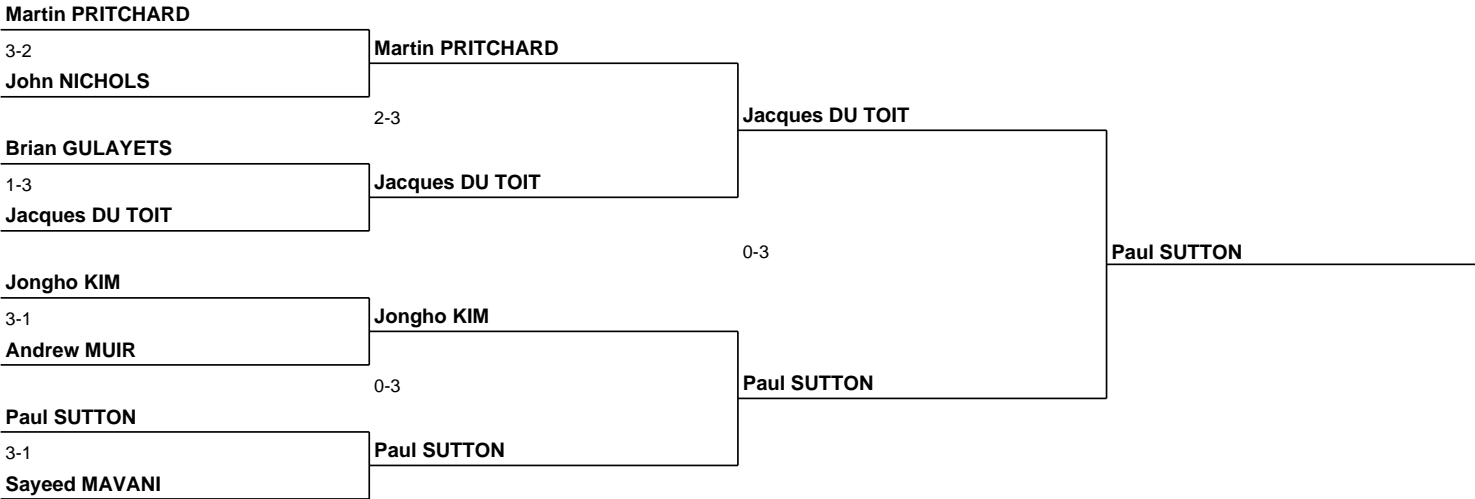 Martin PRITCHARD
3-2
Martin PRITCHARD
John NICHOLS
2-3
Jacques DU TOIT
Brian GULAYETS
1-3
Jacques DU TOIT
Jacques DU TOIT
0-3
Paul SUTTON
Jongho KIM
3-1
Jongho KIM
Andrew MUIR
0-3
Paul SUTTON
Paul SUTTON
3-1
Paul SUTTON
Sayeed MAVANI